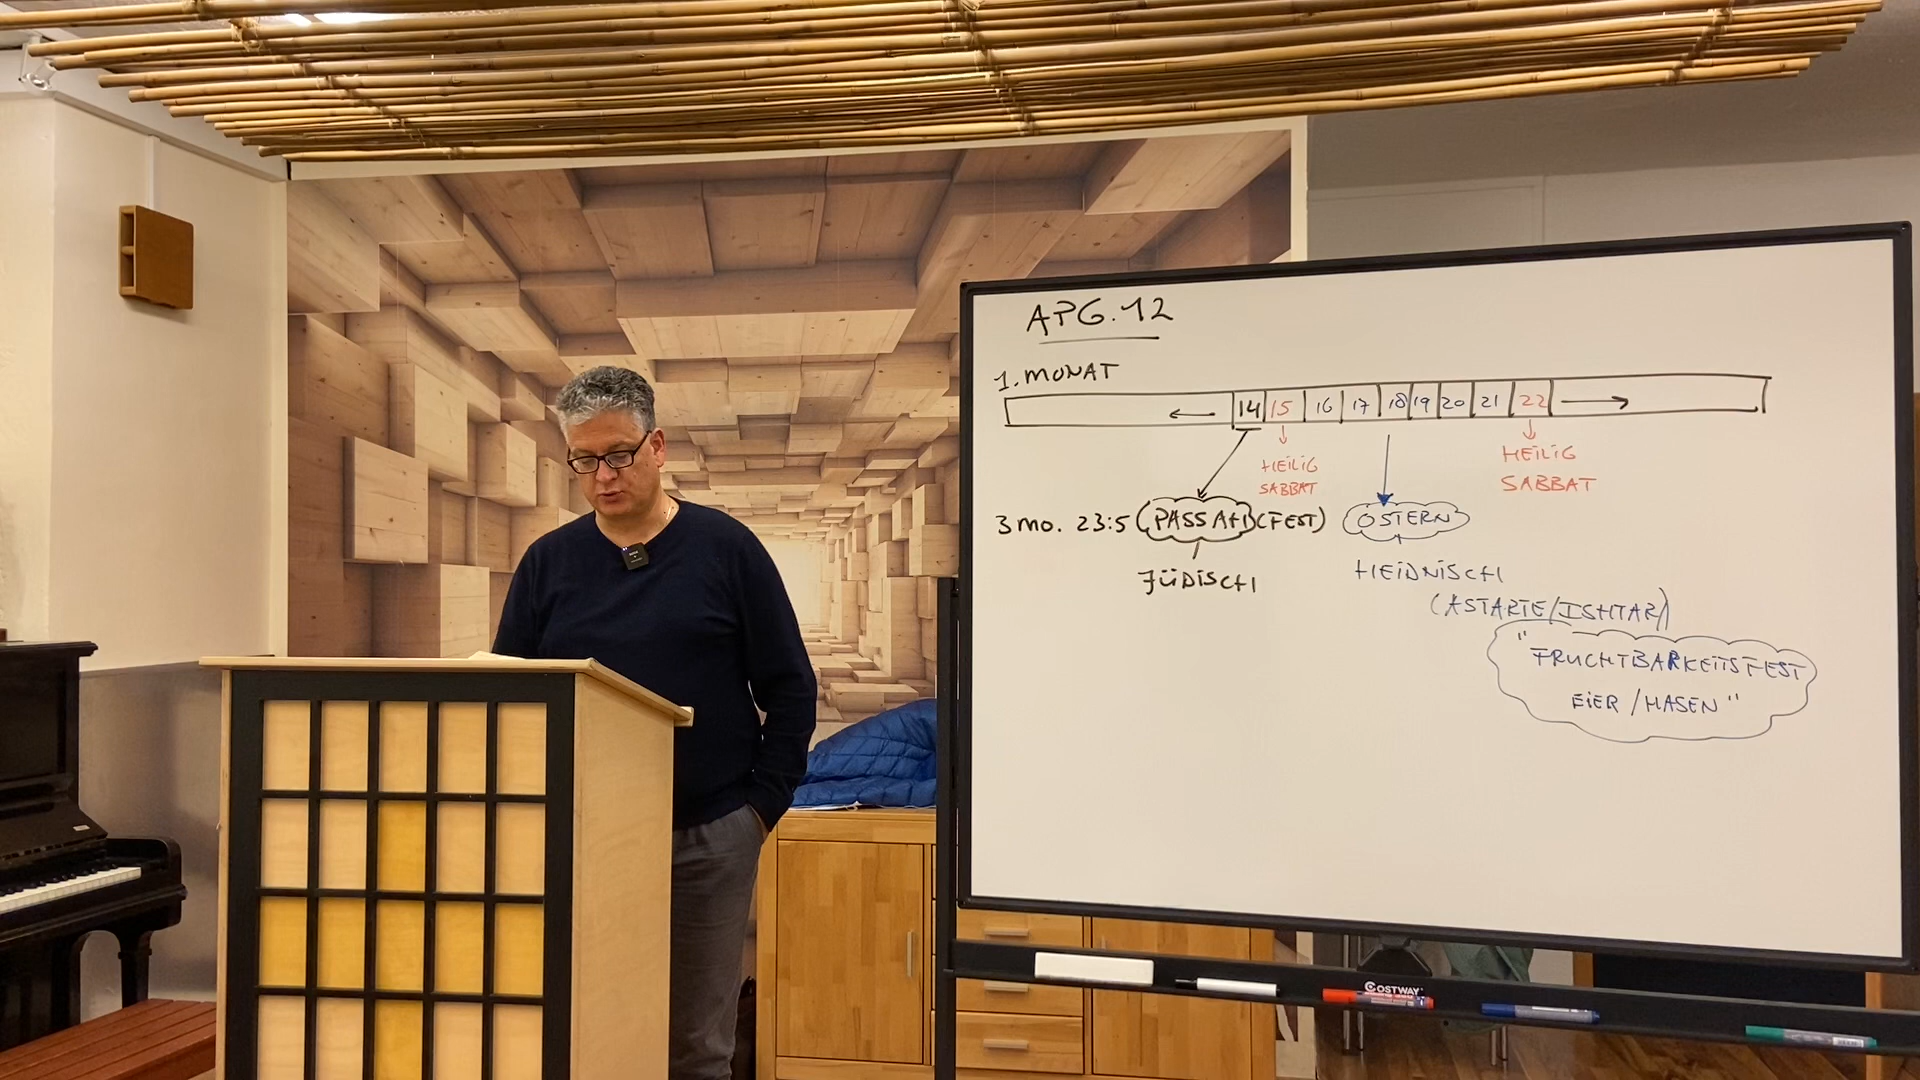 APG. 12
1. MONAT
14 15 16 17 18 19 20 21 22
HEILIG
SABBAT
HEILIG
SABBAT
3 MO. 23:5 PASSAH (FEST)
OSTERN
JÜDISCH
HEIDNISCH
(ASTARTE/ISHTAR)
"FRUCHTBARKEITSFEST
EIER / HASEN"
COSTWAY